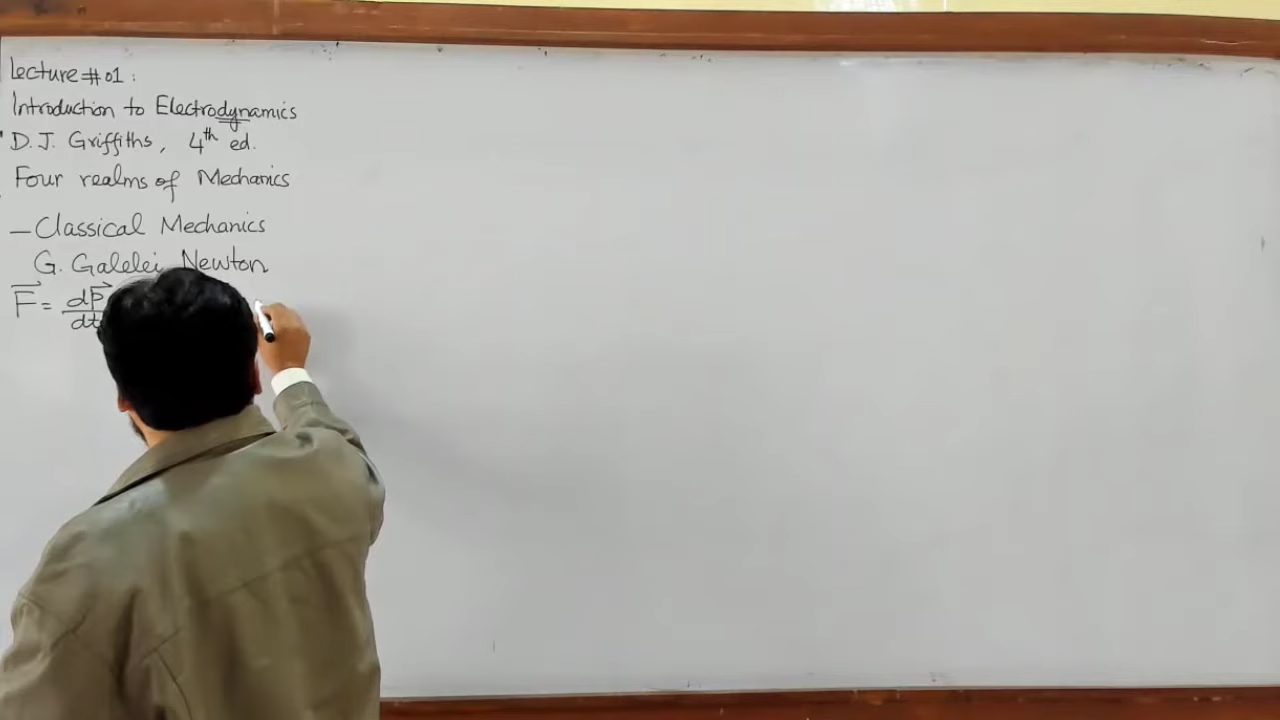 Lecture #01:
Introduction to Electrodynamics
D.J. Griffiths, 4th ed.
Four realms of Mechanics
— Classical Mechanics
G. Galelei Newton
F⃗ = dP⃗/dt